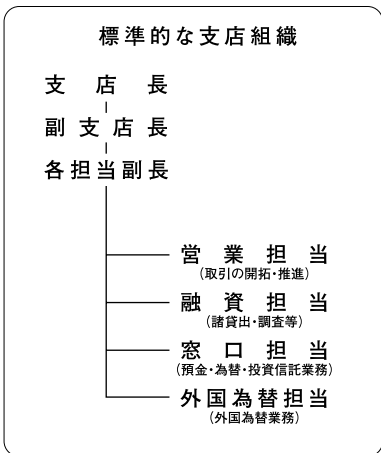 標準的な支店組織
支店長
副支店長
各担当副長
営業担当
(取引の開拓・推進)
融資担当
(諸貸出・調査等)
窓口担当
(預金・為替・投資信託業務)
外国為替担当
(外国為替業務)